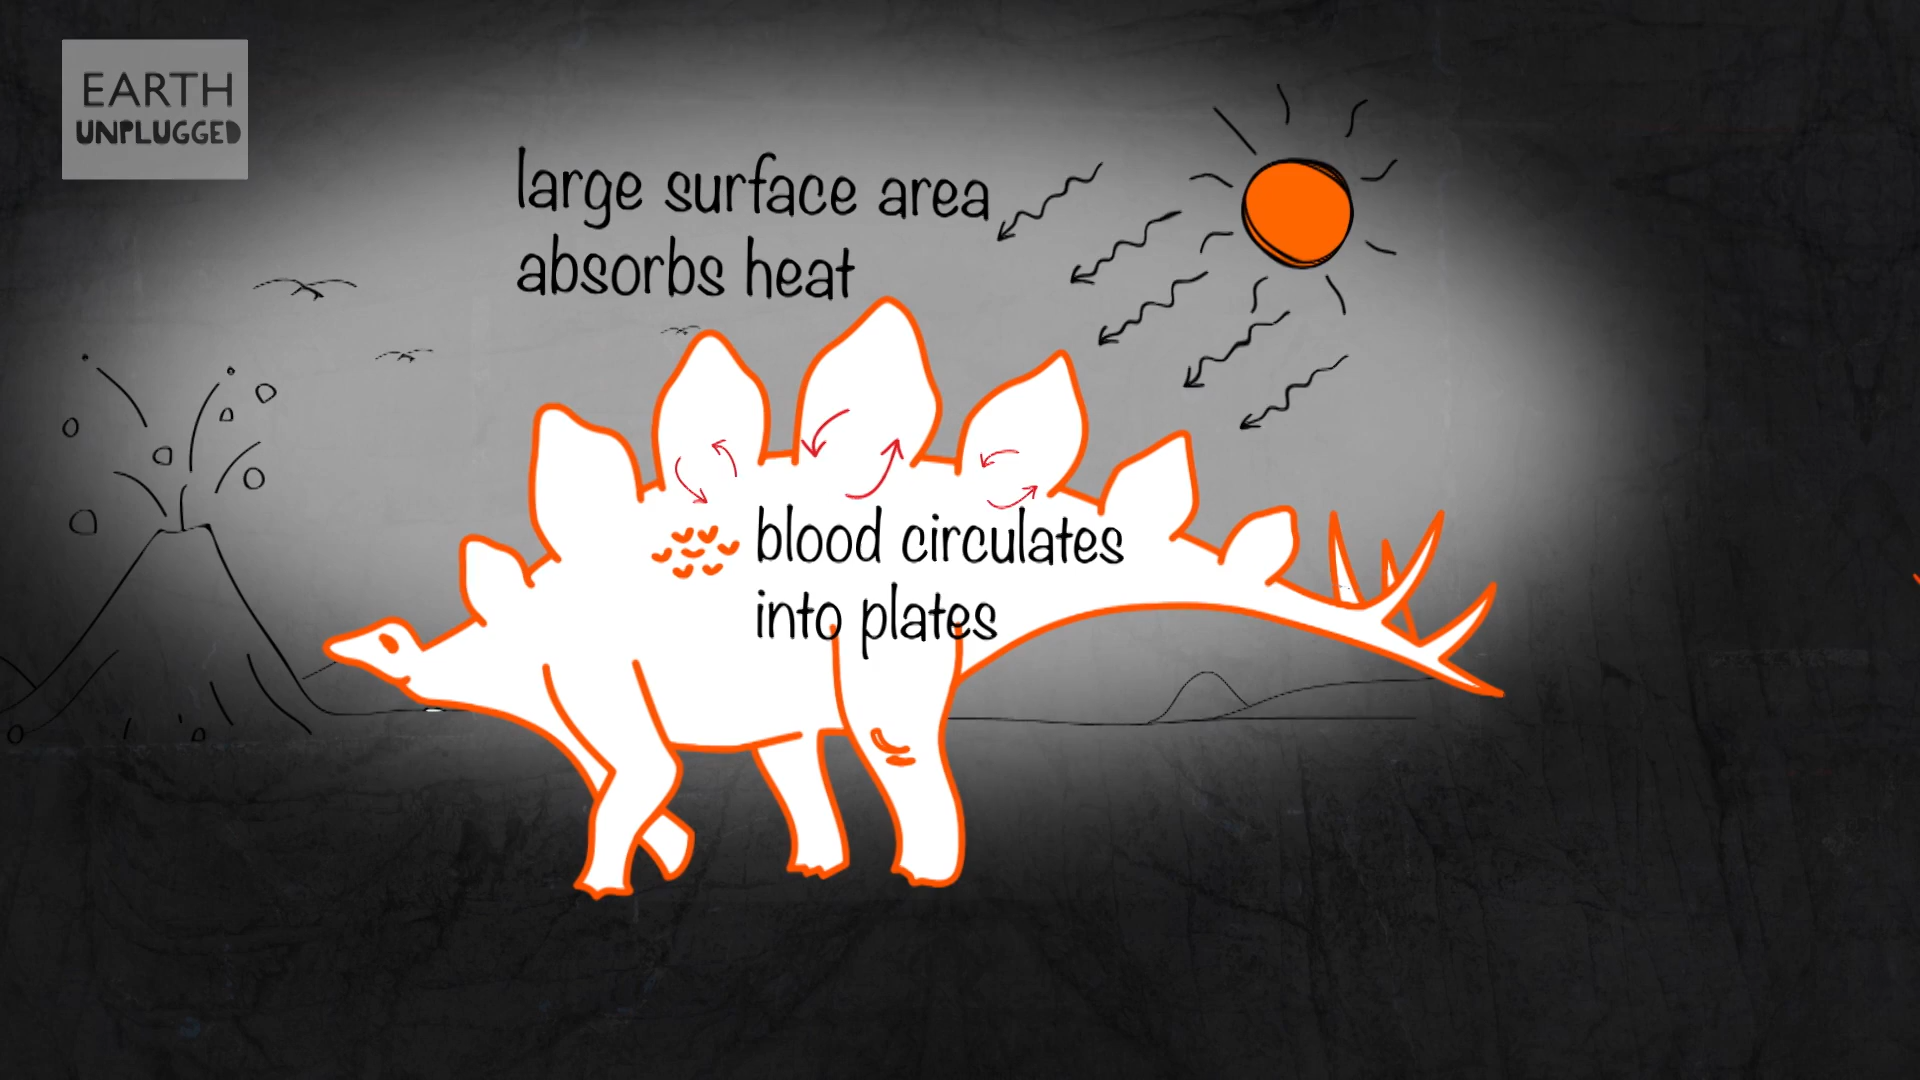 EARTH
UNPLUGGED
large surface area
absorbs heat
blood circulates
into plates